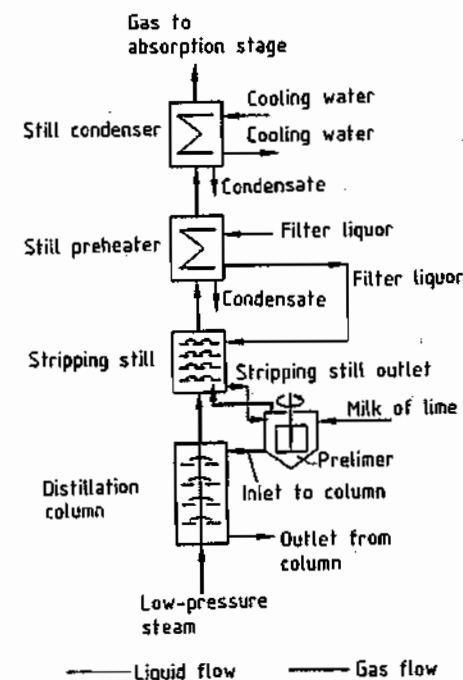 Gas to
absorption stage
Cooling water
Still condenser
Cooling water
Condensate
Filter liquor
Still preheater
Filter liquor
Condensate
Stripping still
Stripping still outlet
Milk of lime
Prelimer
Distillation
column
Inlet to column
Outlet from
column
Low-pressure
steam
Liquid flow
Gas flow